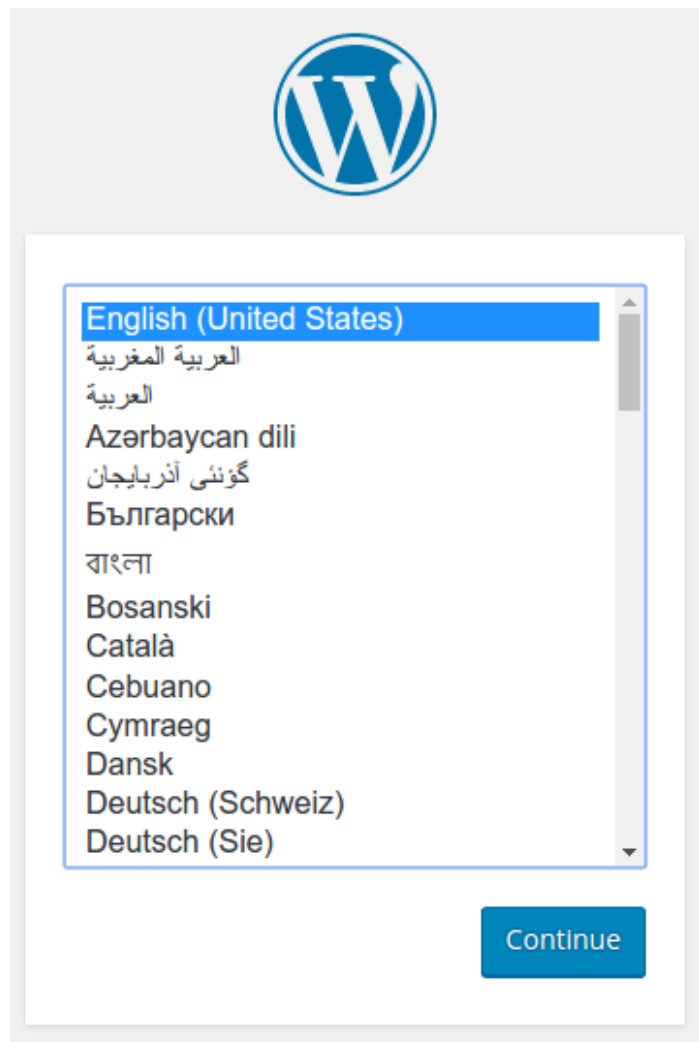 English (United States)
العربية المغربية
العربية
Azərbaycan dili
گؤنئی آذربایجان
Български
বাংলা
Bosanski
Català
Cebuano
Cymraeg
Dansk
Deutsch (Schweiz)
Deutsch (Sie)
Continue